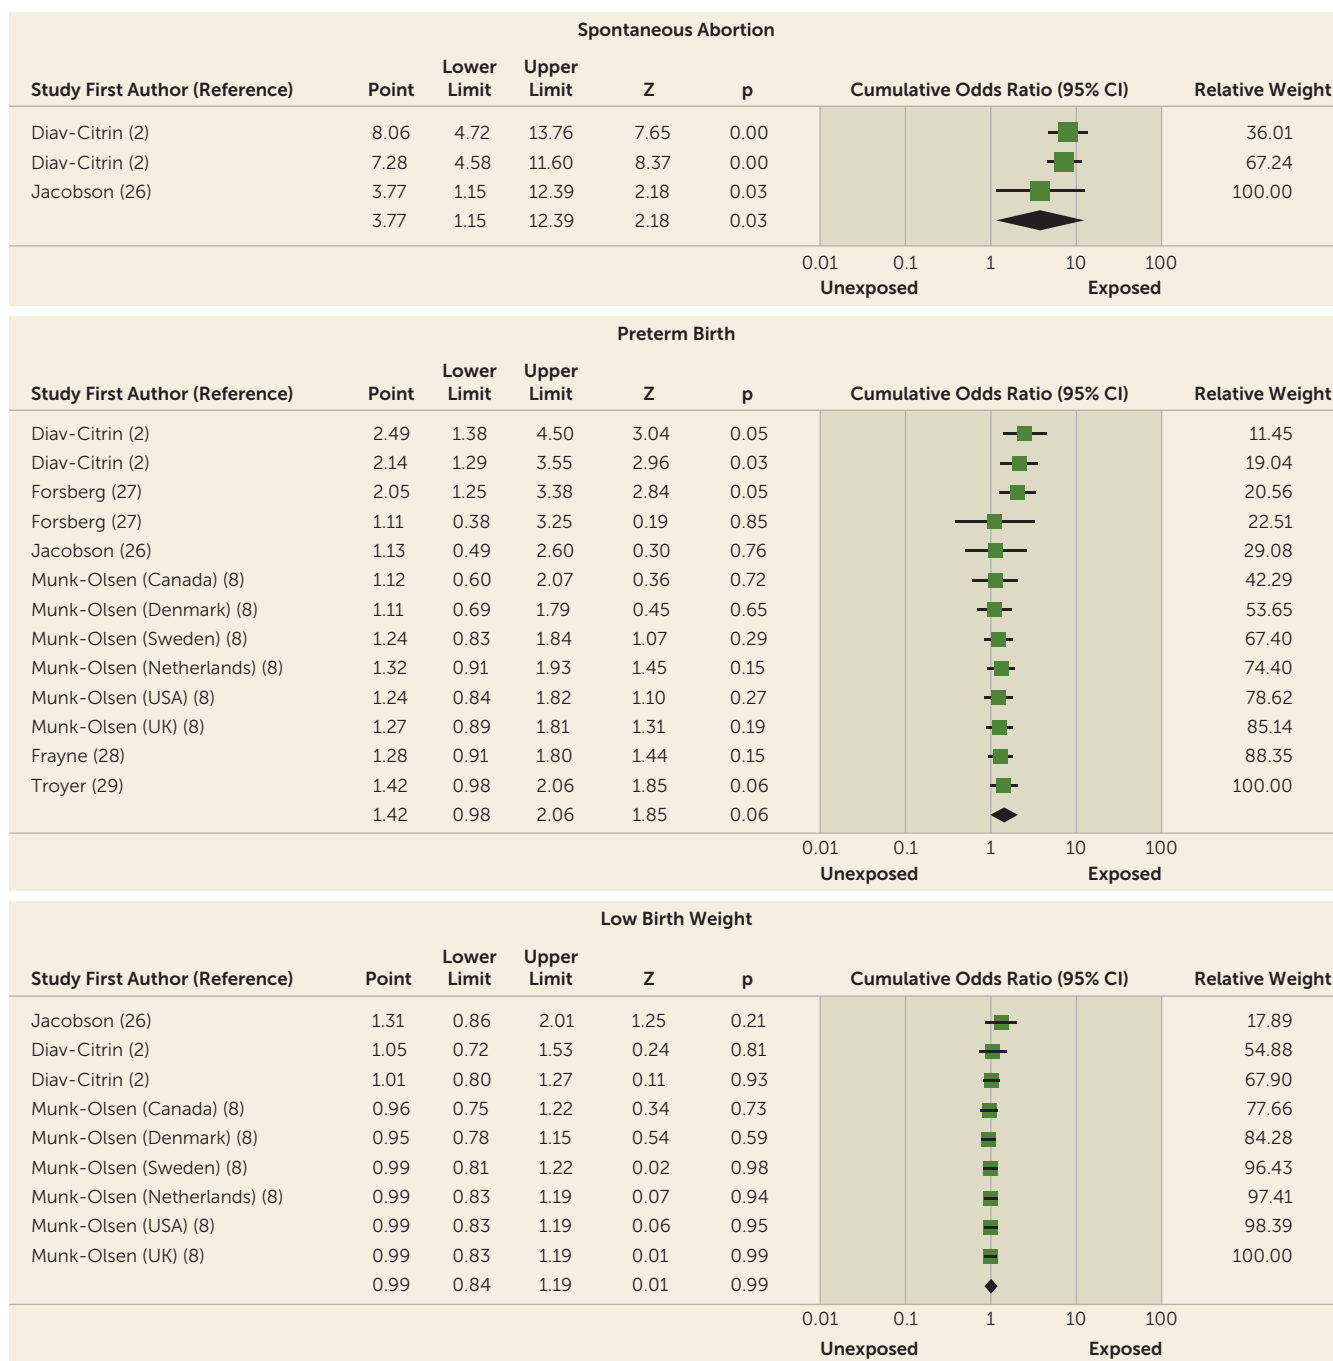 Spontaneous Abortion
Study First Author (Reference) Point Lower Limit Upper Limit Z p Cumulative Odds Ratio (95% CI) Relative Weight
Diav-Citrin (2) 8.06 4.72 13.76 7.65 0.00 36.01
Diav-Citrin (2) 7.28 4.58 11.60 8.37 0.00 67.24
Jacobson (26) 3.77 1.15 12.39 2.18 0.03 100.00
3.77 1.15 12.39 2.18 0.03
0.01 0.1 1 10 100
Unexposed Exposed
Preterm Birth
Study First Author (Reference) Point Lower Limit Upper Limit Z p Cumulative Odds Ratio (95% CI) Relative Weight
Diav-Citrin (2) 2.49 1.38 4.50 3.04 0.05 11.45
Diav-Citrin (2) 2.14 1.29 3.55 2.96 0.03 19.04
Forsberg (27) 2.05 1.25 3.38 2.84 0.05 20.56
Forsberg (27) 1.11 0.38 3.25 0.19 0.85 22.51
Jacobson (26) 1.13 0.49 2.60 0.30 0.76 29.08
Munk-Olsen (Canada) (8) 1.12 0.60 2.07 0.36 0.72 42.29
Munk-Olsen (Denmark) (8) 1.11 0.69 1.79 0.45 0.65 53.65
Munk-Olsen (Sweden) (8) 1.24 0.83 1.84 1.07 0.29 67.40
Munk-Olsen (Netherlands) (8) 1.32 0.91 1.93 1.45 0.15 74.40
Munk-Olsen (USA) (8) 1.24 0.84 1.82 1.10 0.27 78.62
Munk-Olsen (UK) (8) 1.27 0.89 1.81 1.31 0.19 85.14
Frayne (28) 1.28 0.91 1.80 1.44 0.15 88.35
Troyer (29) 1.42 0.98 2.06 1.85 0.06 100.00
1.42 0.98 2.06 1.85 0.06
0.01 0.1 1 10 100
Unexposed Exposed
Low Birth Weight
Study First Author (Reference) Point Lower Limit Upper Limit Z p Cumulative Odds Ratio (95% CI) Relative Weight
Jacobson (26) 1.31 0.86 2.01 1.25 0.21 17.89
Diav-Citrin (2) 1.05 0.72 1.53 0.24 0.81 54.88
Diav-Citrin (2) 1.01 0.80 1.27 0.11 0.93 67.90
Munk-Olsen (Canada) (8) 0.96 0.75 1.22 0.34 0.73 77.66
Munk-Olsen (Denmark) (8) 0.95 0.78 1.15 0.54 0.59 84.28
Munk-Olsen (Sweden) (8) 0.99 0.81 1.22 0.02 0.98 96.43
Munk-Olsen (Netherlands) (8) 0.99 0.83 1.19 0.07 0.94 97.41
Munk-Olsen (USA) (8) 0.99 0.83 1.19 0.06 0.95 98.39
Munk-Olsen (UK) (8) 0.99 0.83 1.19 0.01 0.99 100.00
0.99 0.84 1.19 0.01 0.99
0.01 0.1 1 10 100
Unexposed Exposed